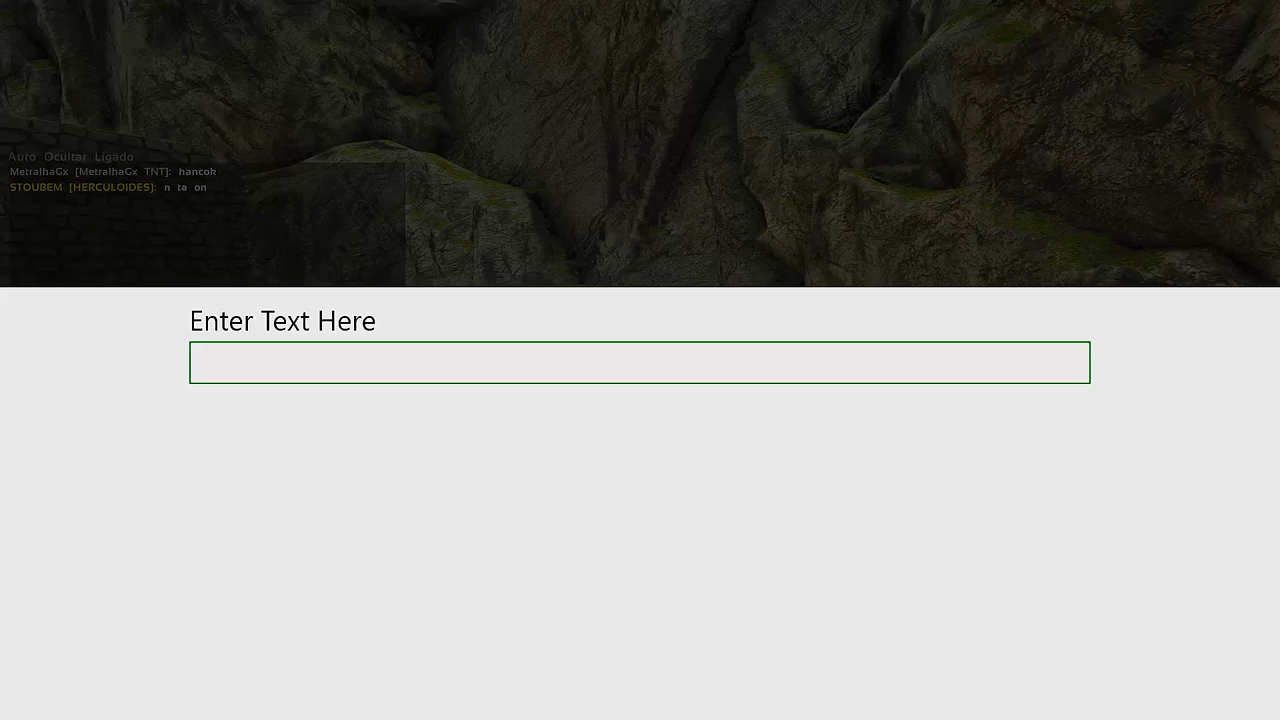 Auto Ocultar Ligado
MetralhaGx [MetralhaGx TNT]: hancok
STOUBEM [HERCULOIDES]: n ta on
Enter Text Here